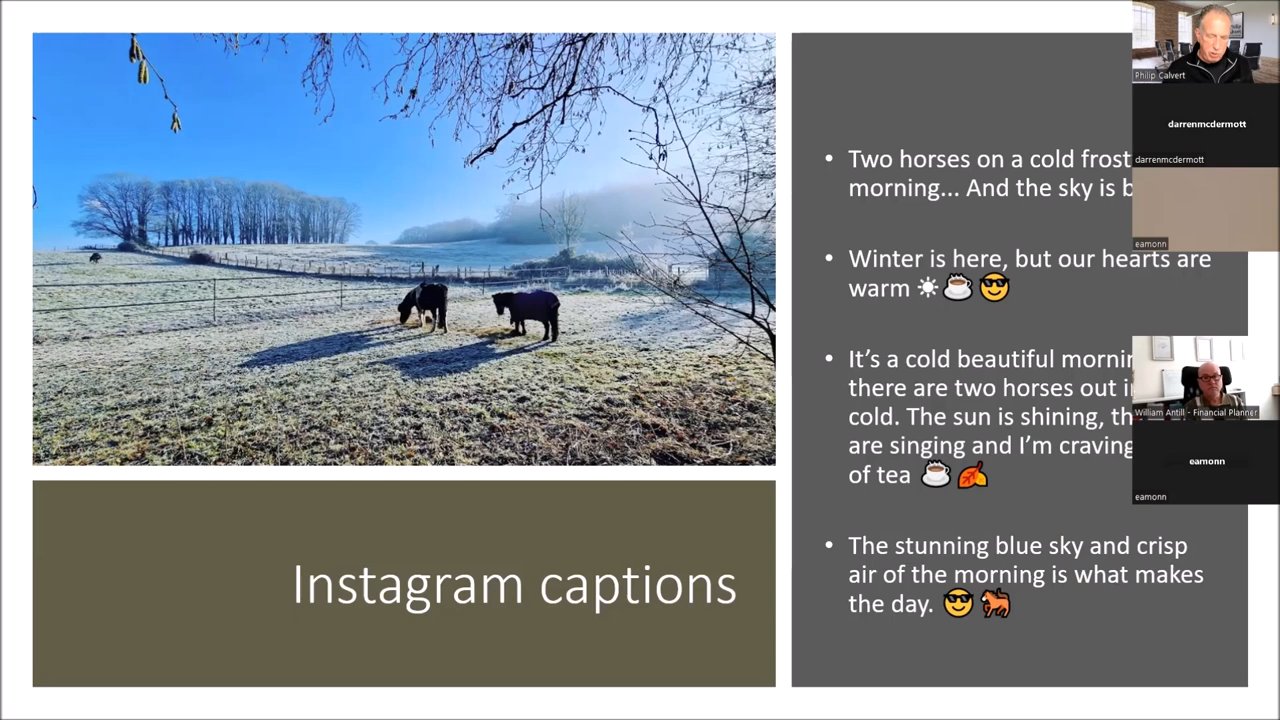 Two horses on a cold frost
morning... And the sky is
Winter is here, but our hearts are
warm ☀☕😎
It’s a cold beautiful
there are two horses out
cold. The sun is shining,
are singing and I’m craving
of tea ☕🍂
The stunning blue sky and crisp
air of the morning is what makes
the day. 😎🐕
Instagram captions
Philip Calvert
darrenmcdermott
darrenmcdermott
eamonn
William Antill - Financial Planner
eamonn
eamonn